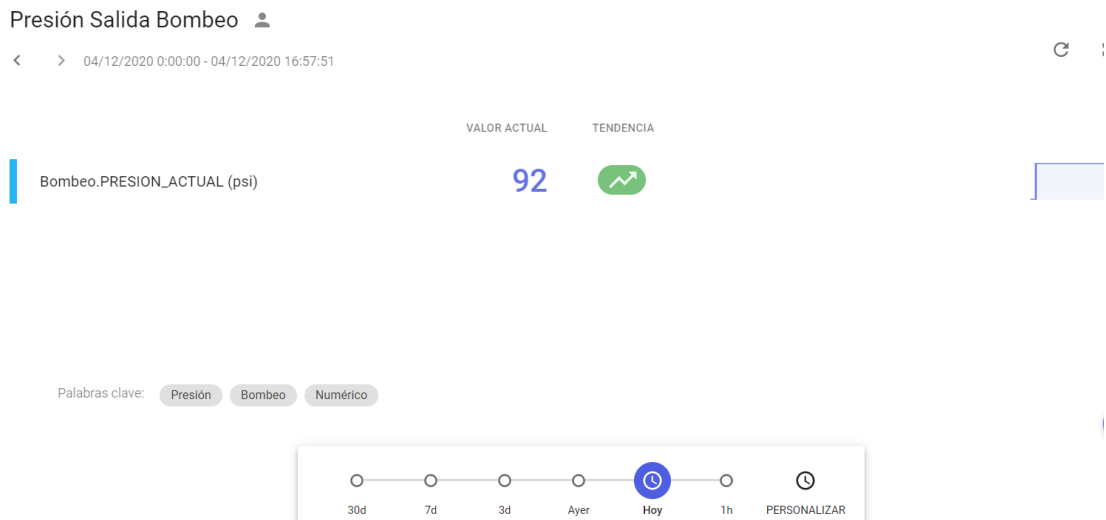 Presión Salida Bombeo
04/12/2020 0:00:00 - 04/12/2020 16:57:51
VALOR ACTUAL TENDENCIA
Bombeo.PRESION_ACTUAL (psi) 92
Palabras clave: Presión Bombeo Numérico
30d 7d 3d Ayer Hoy 1h PERSONALIZAR